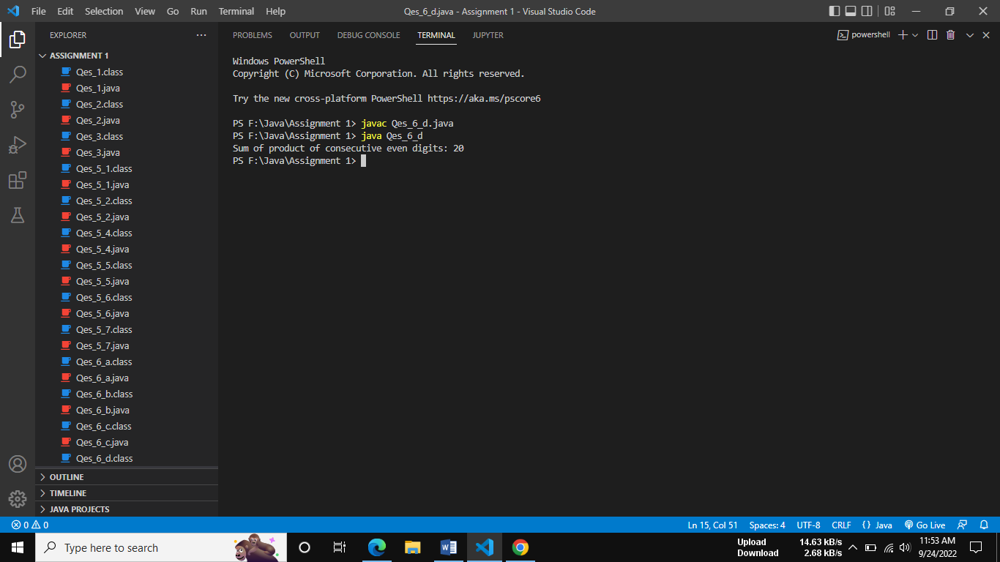 File Edit Selection View Go Run Terminal Help
Qes_6_d.java - Assignment 1 - Visual Studio Code
EXPLORER
ASSIGNMENT 1
Qes_1.class
Qes_1.java
Qes_2.class
Qes_2.java
Qes_3.class
Qes_3.java
Qes_5_1.class
Qes_5_1.java
Qes_5_2.class
Qes_5_2.java
Qes_5_4.class
Qes_5_4.java
Qes_5_5.class
Qes_5_5.java
Qes_5_6.class
Qes_5_6.java
Qes_5_7.class
Qes_5_7.java
Qes_6_a.class
Qes_6_a.java
Qes_6_b.class
Qes_6_b.java
Qes_6_c.class
Qes_6_c.java
Qes_6_d.class
OUTLINE
TIMELINE
JAVA PROJECTS
PROBLEMS OUTPUT DEBUG CONSOLE TERMINAL JUPYTER
powershell
Windows PowerShell
Copyright (C) Microsoft Corporation. All rights reserved.
Try the new cross-platform PowerShell https://aka.ms/pscore6
PS F:\Java\Assignment 1> javac Qes_6_d.java
PS F:\Java\Assignment 1> java Qes_6_d
Sum of product of consecutive even digits: 20
PS F:\Java\Assignment 1>
0 0
Ln 15, Col 51 Spaces: 4 UTF-8 CRLF {} Java Go Live
Type here to search
Upload 14.63 kB/s
Download 2.68 kB/s
11:53 AM
9/24/2022